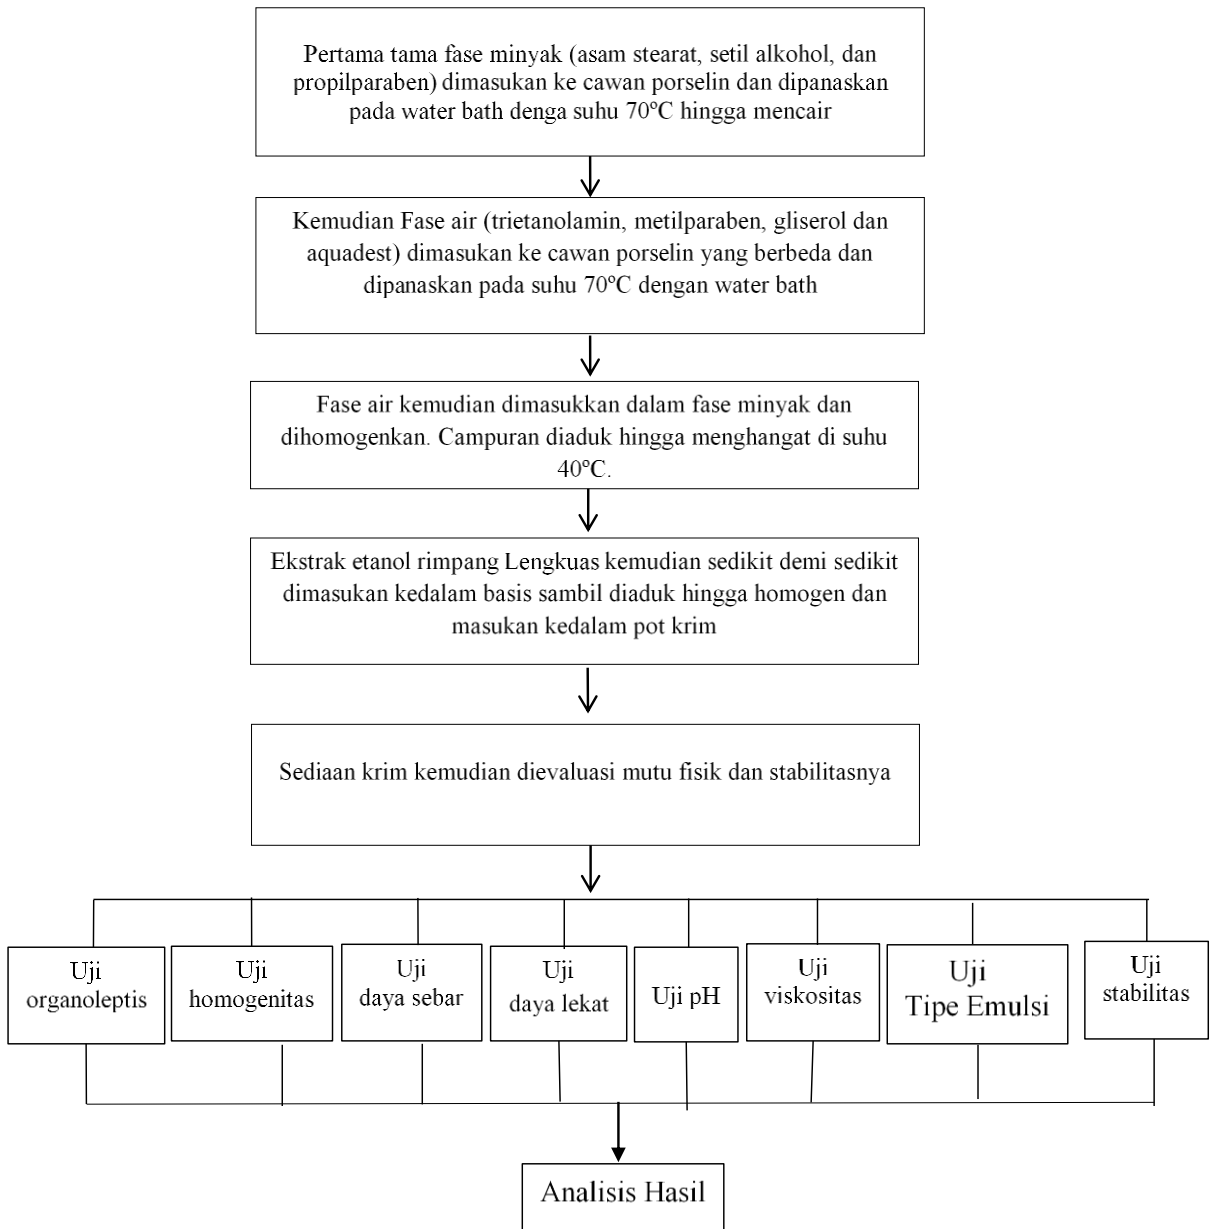 Pertama tama fase minyak (asam stearat, setil alkohol, dan
propilparaben) dimasukan ke cawan porselin dan dipanaskan
pada water bath denga suhu 70ºC hingga mencair
Kemudian Fase air (trietanolamin, metilparaben, gliserol dan
aquadest) dimasukan ke cawan porselin yang berbeda dan
dipanaskan pada suhu 70ºC dengan water bath
Fase air kemudian dimasukkan dalam fase minyak dan
dihomogenkan. Campuran diaduk hingga menghangat di suhu
40ºC.
Ekstrak etanol rimpang Lengkuas kemudian sedikit demi sedikit
dimasukan kedalam basis sambil diaduk hingga homogen dan
masukan kedalam pot krim
Sediaan krim kemudian dievaluasi mutu fisik dan stabilitasnya
Uji
organoleptis
Uji
homogenitas
Uji
daya sebar
Uji
daya lekat
Uji pH
Uji
viskositas
Uji
Tipe Emulsi
Uji
stabilitas
Analisis Hasil